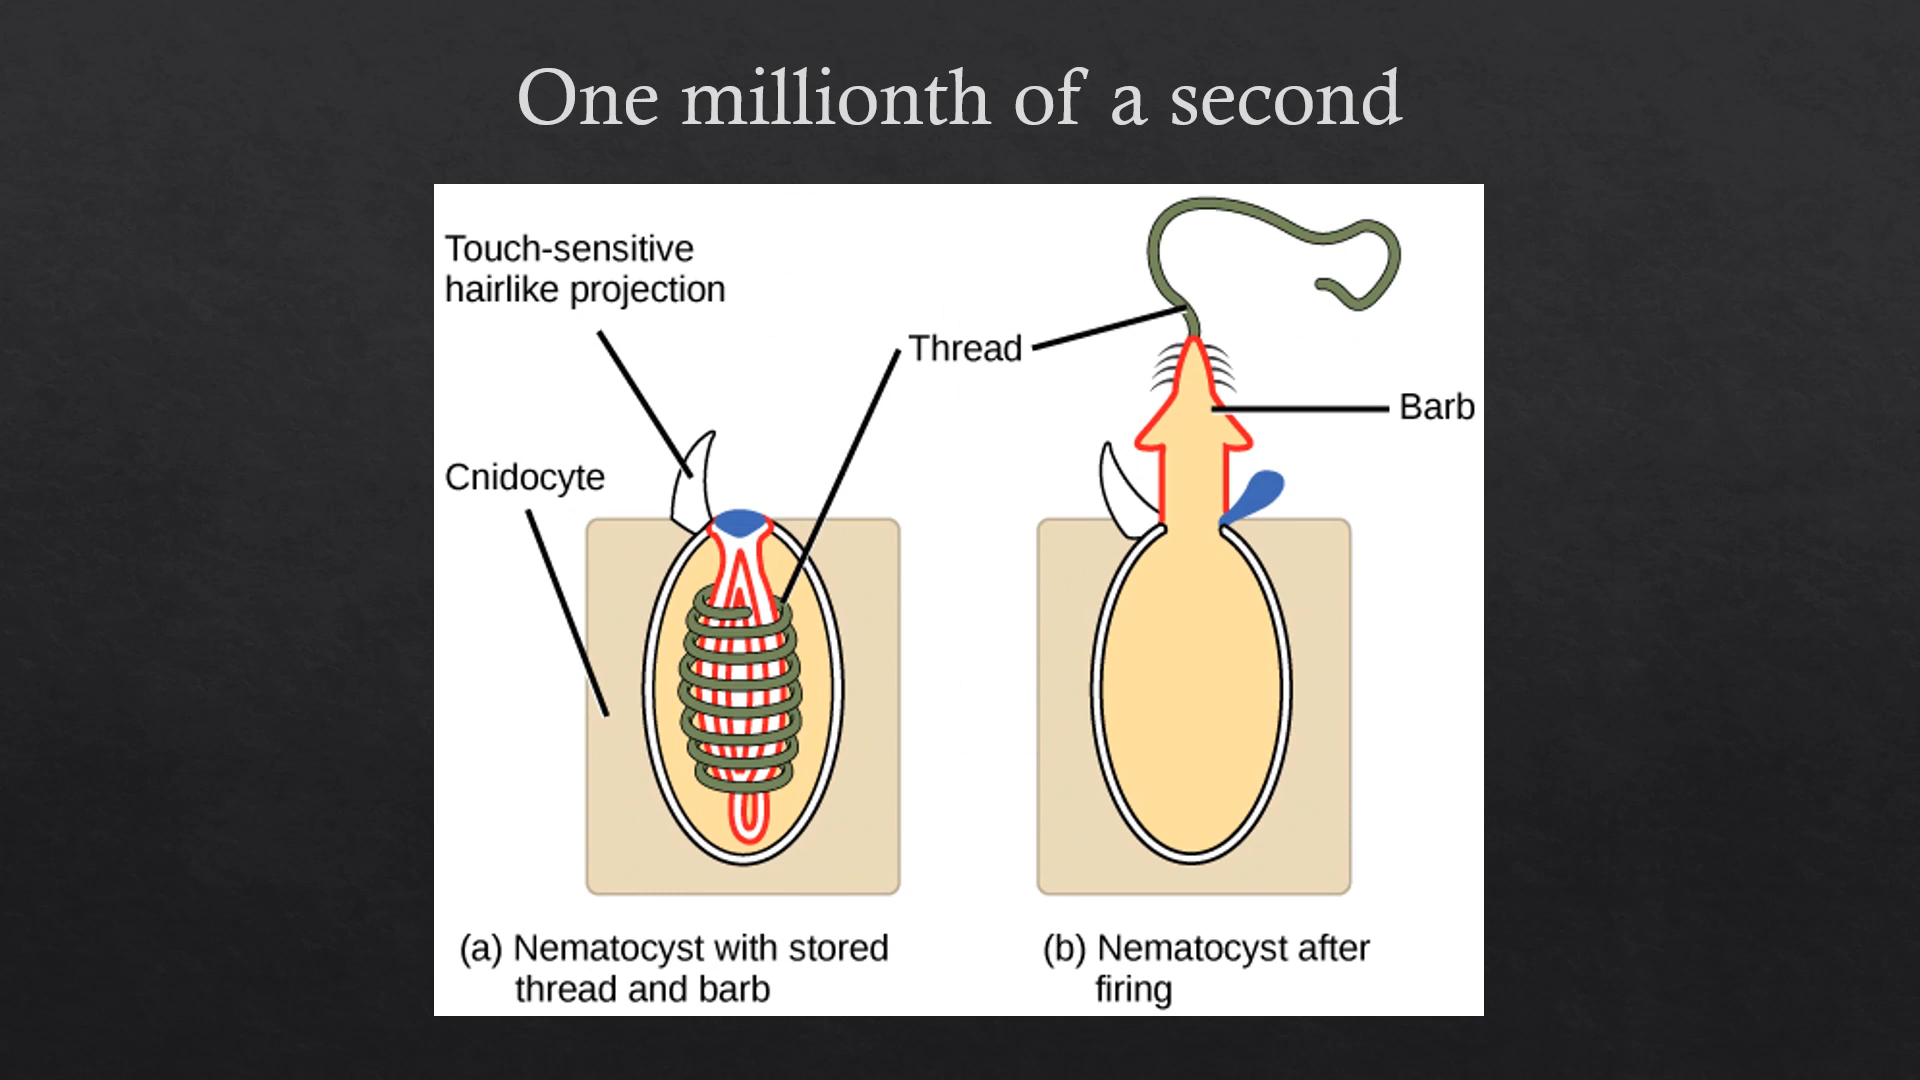 One millionth of a second
Touch-sensitive
hairlike projection
Thread
Barb
Cnidocyte
(a) Nematocyst with stored
thread and barb
(b) Nematocyst after
firing